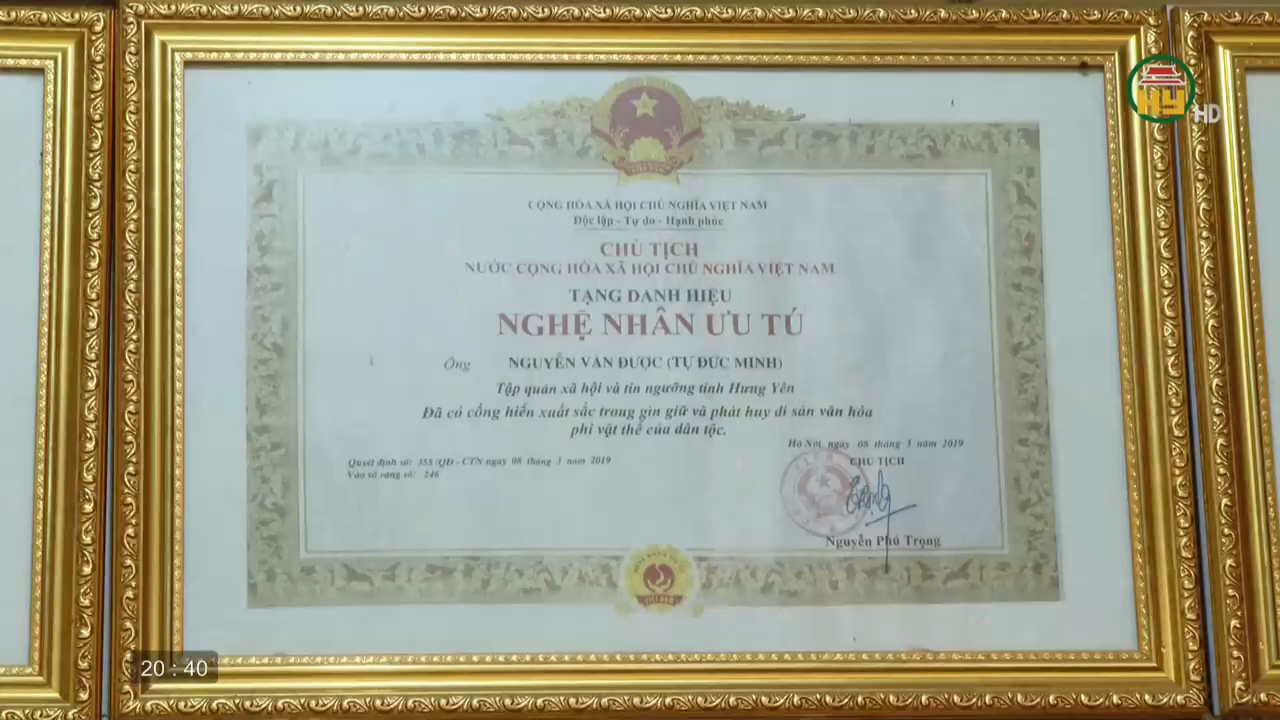 HY HD
CỘNG HÒA XÃ HỘI CHỦ NGHĨA VIỆT NAM
Độc lập - Tự do - Hạnh phúc
CHỦ TỊCH
NƯỚC CỘNG HÒA XÃ HỘI CHỦ NGHĨA VIỆT NAM
TẶNG DANH HIỆU
NGHỆ NHÂN ƯU TÚ
Ông NGUYỄN VĂN ĐƯỢC (TỰ ĐỨC MINH)
Tập quán xã hội và tín ngưỡng tỉnh Hưng Yên
Đã có cống hiến xuất sắc trong gìn giữ và phát huy di sản văn hóa
phi vật thể của dân tộc.
Hà Nội, ngày 08 tháng 3 năm 2019
Quyết định số: QĐ - CTN ngày 08 tháng 3 năm 2019
CHỦ TỊCH
Vào sổ vàng số: 246
Nguyễn Phú Trọng
VIỆT NAM
20 : 40